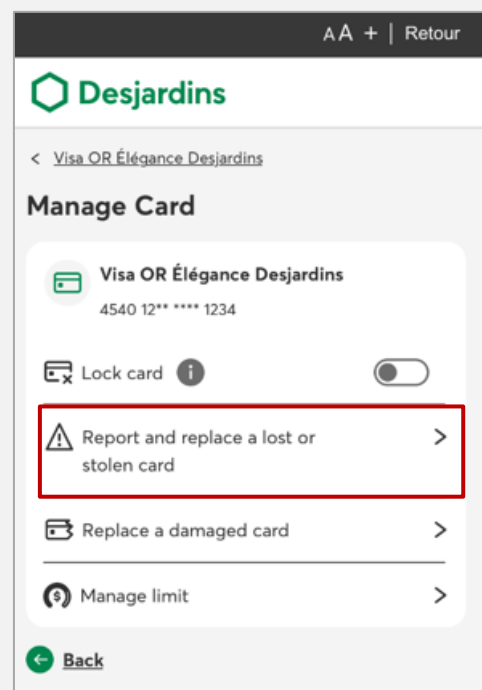 AA + | Retour
Desjardins
< Visa OR Élégance Desjardins
Manage Card
Visa OR Élégance Desjardins
4540 12** **** 1234
Lock card i
Report and replace a lost or
stolen card
Replace a damaged card
Manage limit
Back